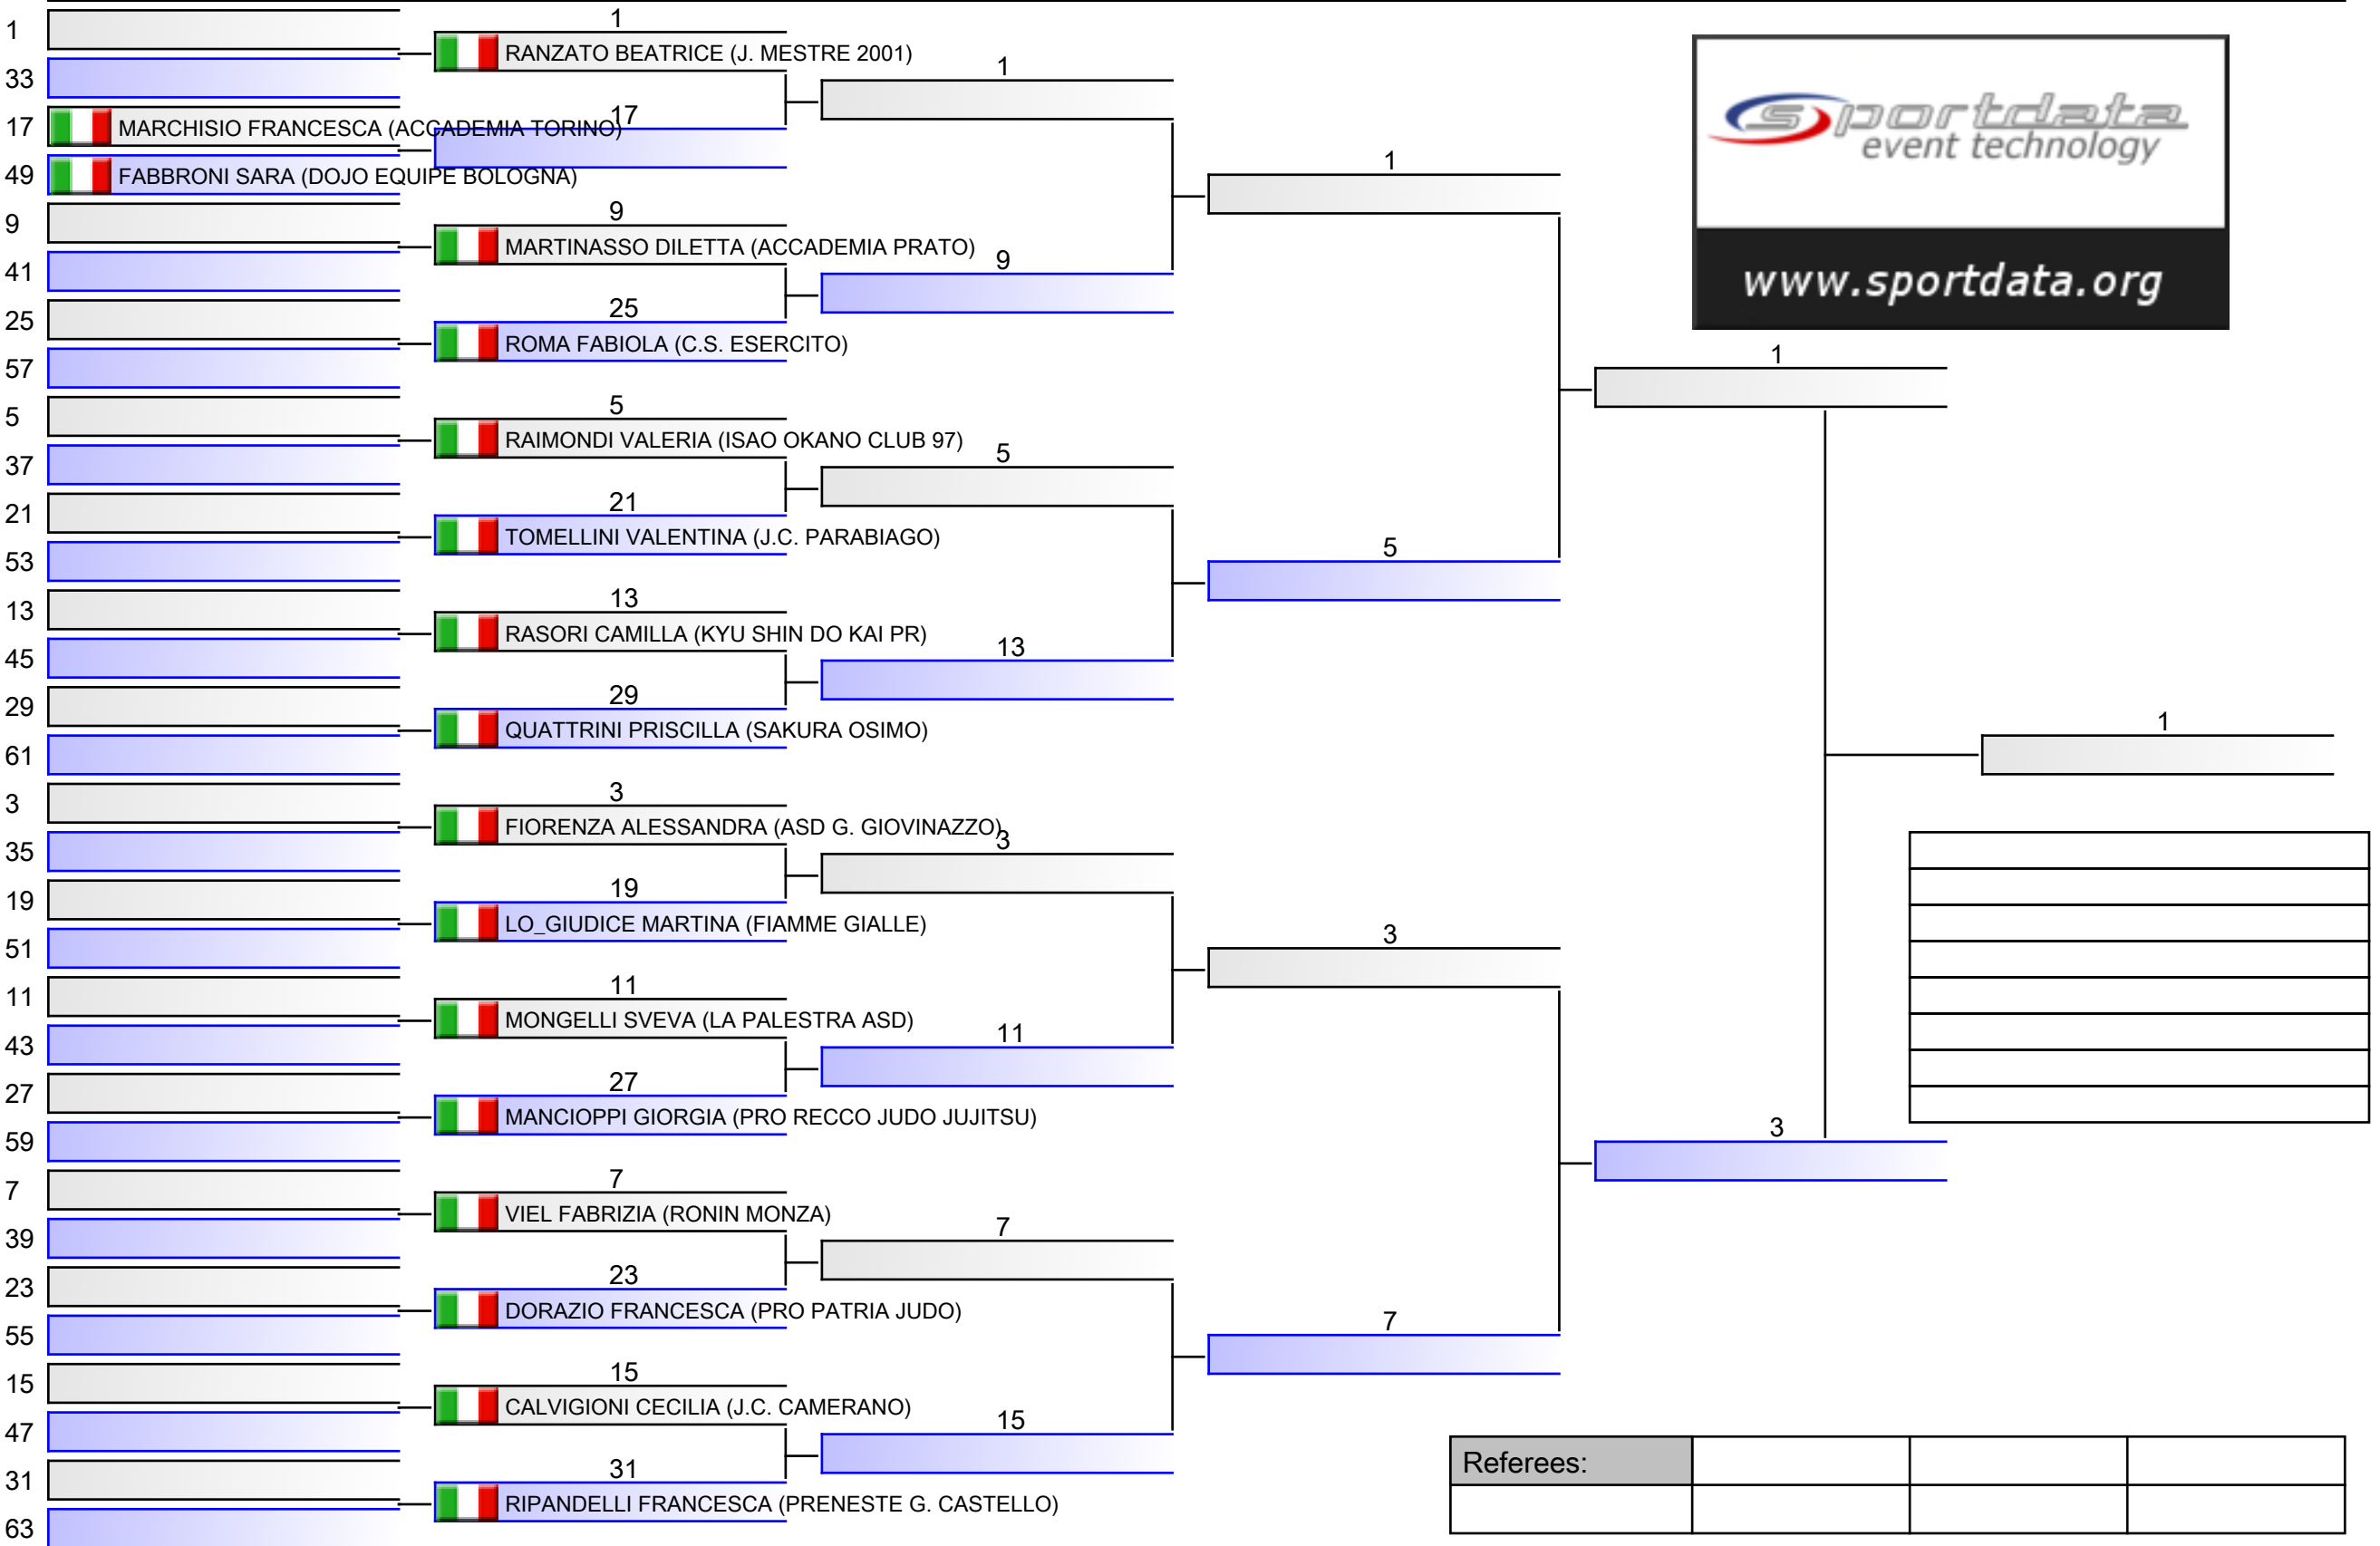 1
33
17 MARCHISIO FRANCESCA (ACCADEMIA TORINO)
49 FABBRONI SARA (DOJO EQUIPE BOLOGNA)
9
41
25
57
5
37
21
53
13
45
29
61
3
35
19
51
11
43
27
59
7
39
23
55
15
47
31
63
1
RANZATO BEATRICE (J. MESTRE 2001)
17
9
MARTINASSO DILETTA (ACCADEMIA PRATO)
25
ROMA FABIOLA (C.S. ESERCITO)
5
RAIMONDI VALERIA (ISAO OKANO CLUB 97)
21
TOMELLINI VALENTINA (J.C. PARABIAGO)
13
RASORI CAMILLA (KYU SHIN DO KAI PR)
29
QUATTRINI PRISCILLA (SAKURA OSIMO)
3
FIORENZA ALESSANDRA (ASD G. GIOVINAZZO)
19
LO_GIUDICE MARTINA (FIAMME GIALLE)
11
MONGELLI SVEVA (LA PALESTRA ASD)
27
MANCIOPPI GIORGIA (PRO RECCO JUDO JUJITSU)
7
VIEL FABRIZIA (RONIN MONZA)
23
DORAZIO FRANCESCA (PRO PATRIA JUDO)
15
CALVIGIONI CECILIA (J.C. CAMERANO)
31
RIPANDELLI FRANCESCA (PRENESTE G. CASTELLO)
1
9
5
13
3
11
7
15
1
5
3
7
1
3
1
sportdata
event technology
www.sportdata.org
Referees: